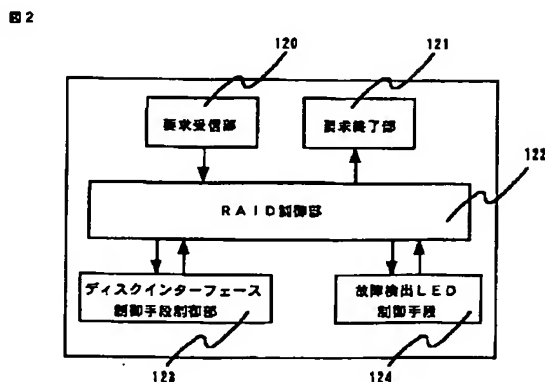 図2
120
121
要求受信部
要求終了部
122
RAID制御部
ディスクインターフェース
制御手段制御部
故障検出LED
制御手段
123
124